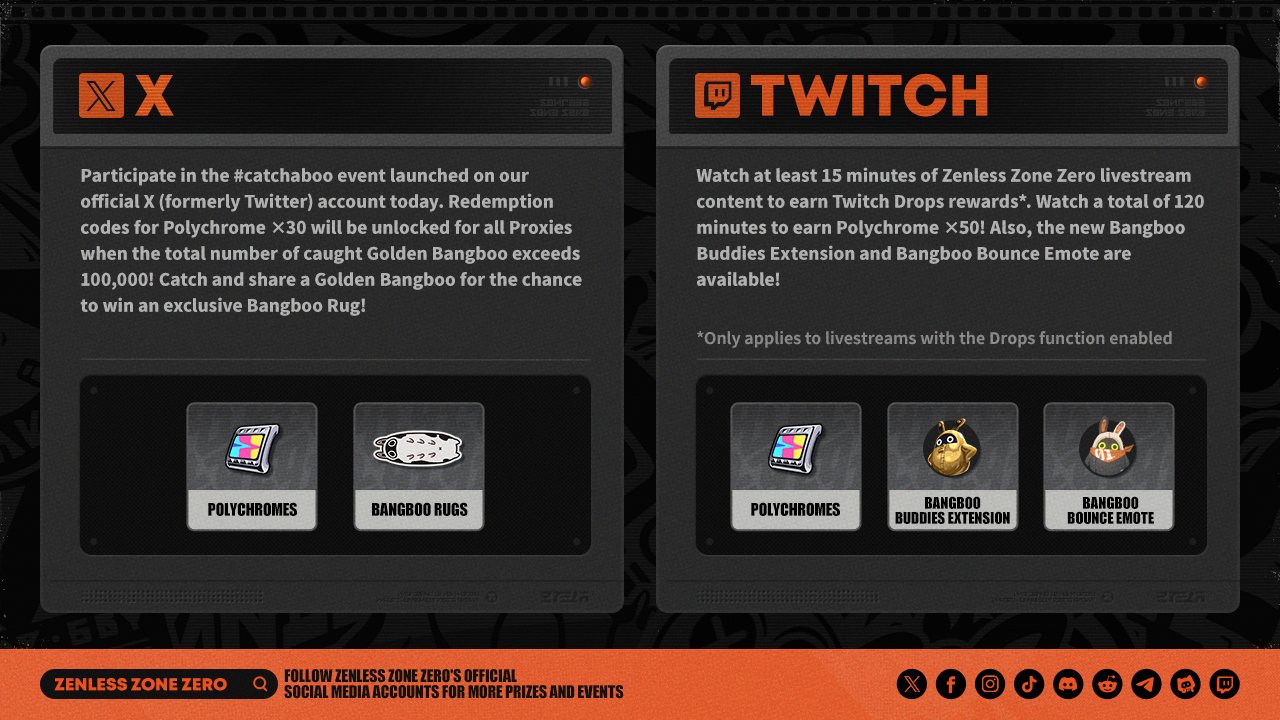 X
Participate in the #catchaboo event launched on our
official X (formerly Twitter) account today. Redemption
codes for Polychrome ×30 will be unlocked for all Proxies
when the total number of caught Golden Bangboo exceeds
100,000! Catch and share a Golden Bangboo for the chance
to win an exclusive Bangboo Rug!
POLYCHROMES
BANGBOO RUGS
TWITCH
Watch at least 15 minutes of Zenless Zone Zero livestream
content to earn Twitch Drops rewards*. Watch a total of 120
minutes to earn Polychrome ×50! Also, the new Bangboo
Buddies Extension and Bangboo Bounce Emote are
available!
*Only applies to livestreams with the Drops function enabled
POLYCHROMES
BANGBOO
BUDDIES EXTENSION
BANGBOO
BOUNCE EMOTE
ZENLESS ZONE ZERO
FOLLOW ZENLESS ZONE ZERO'S OFFICIAL
SOCIAL MEDIA ACCOUNTS FOR MORE PRIZES AND EVENTS